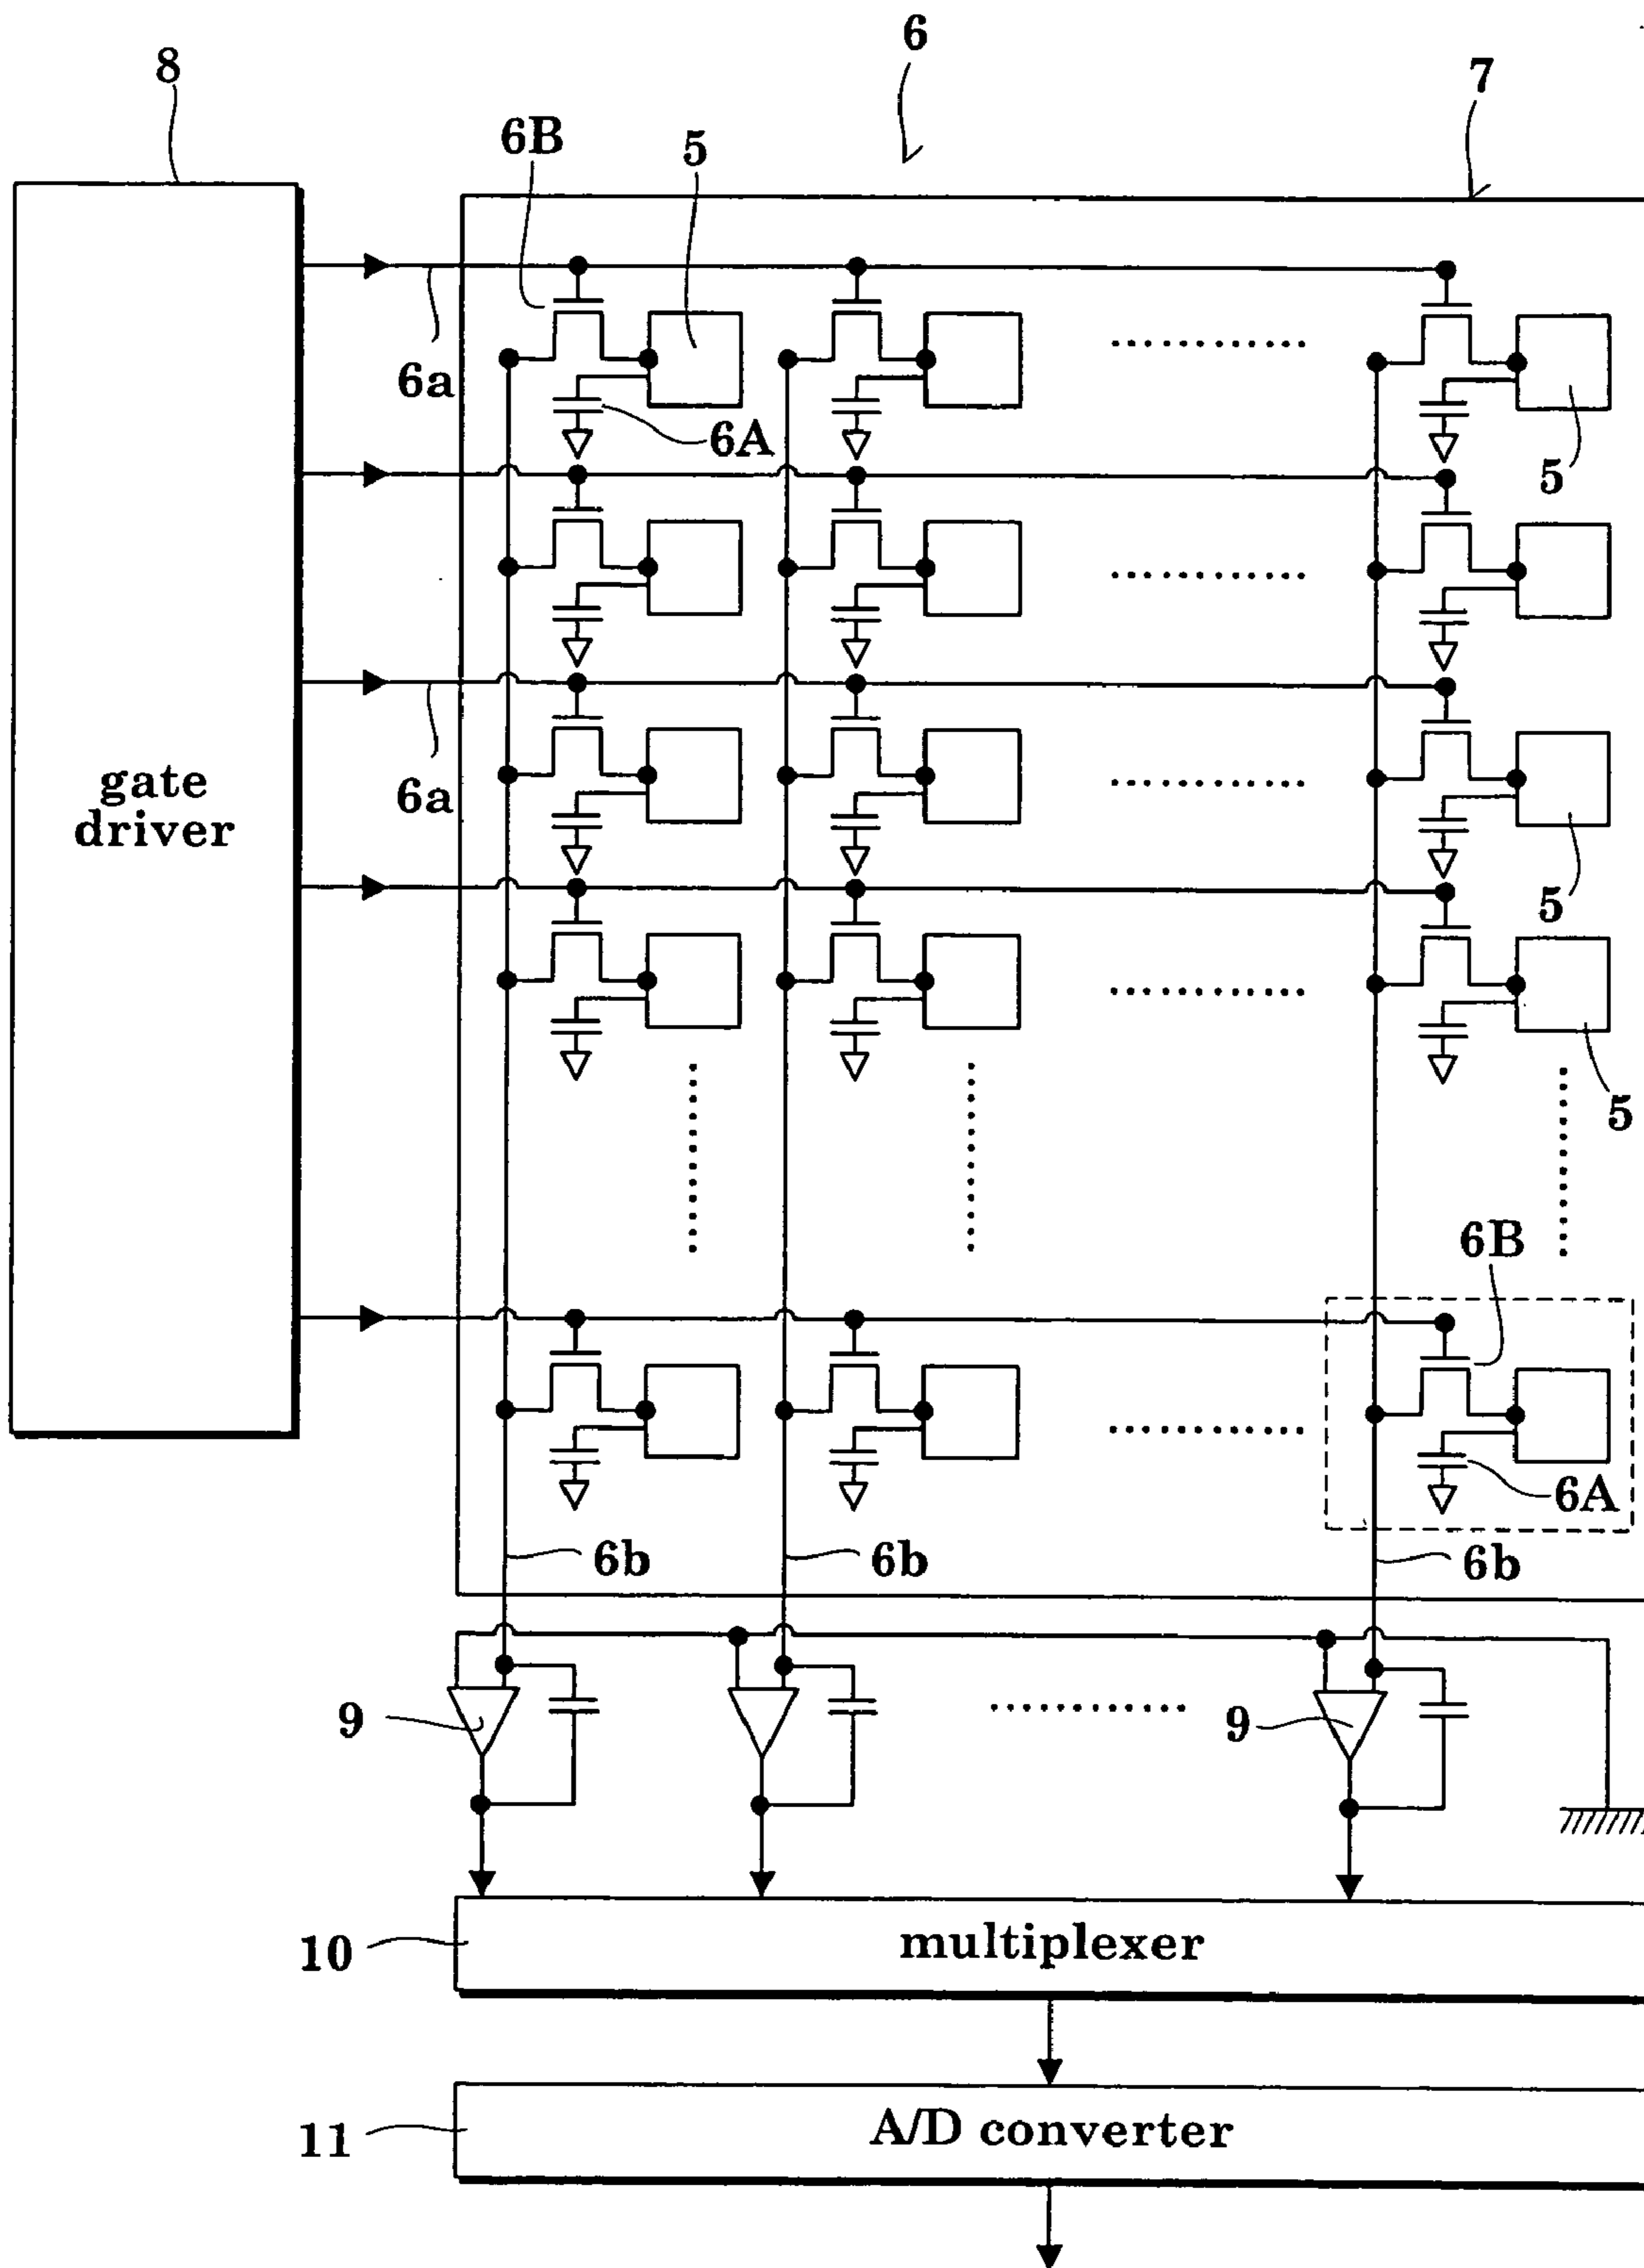 6
8
7
6B
5
6a
6A
5
gate
driver
6a
5
5
6B
6A
6b
6b
6b
9
9
10
multiplexer
11
A/D converter